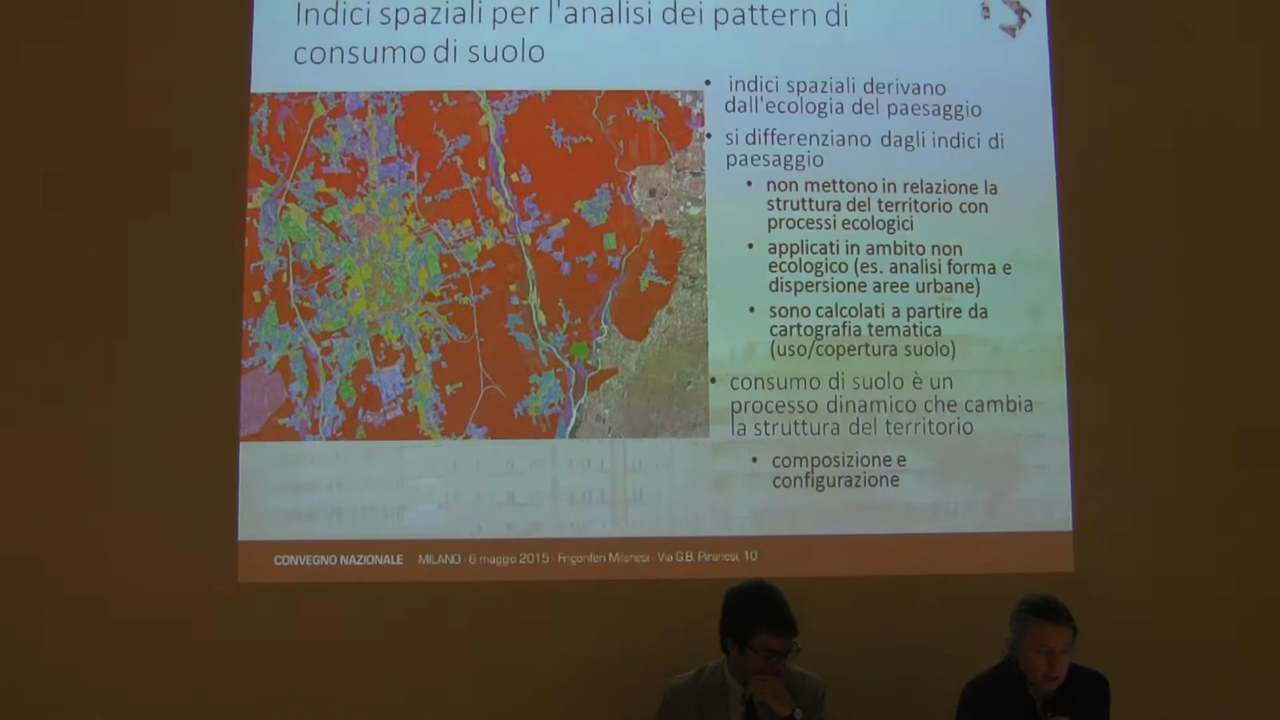 Indici spaziali per l'analisi dei pattern di
consumo di suolo
• indici spaziali derivano
dall'ecologia del paesaggio
• si differenziano dagli indici di
paesaggio
• non mettono in relazione la
struttura del territorio con
processi ecologici
• applicati in ambito non
ecologico (es. analisi forma e
dispersione aree urbane)
• sono calcolati a partire da
cartografia tematica
(uso/copertura suolo)
• consumo di suolo è un
processo dinamico che cambia
la struttura del territorio
• composizione e
configurazione
CONVEGNO NAZIONALE MILANO - 6 maggio 2015 - Frigoriferi Milanesi - Via G.B. Piranesi, 10